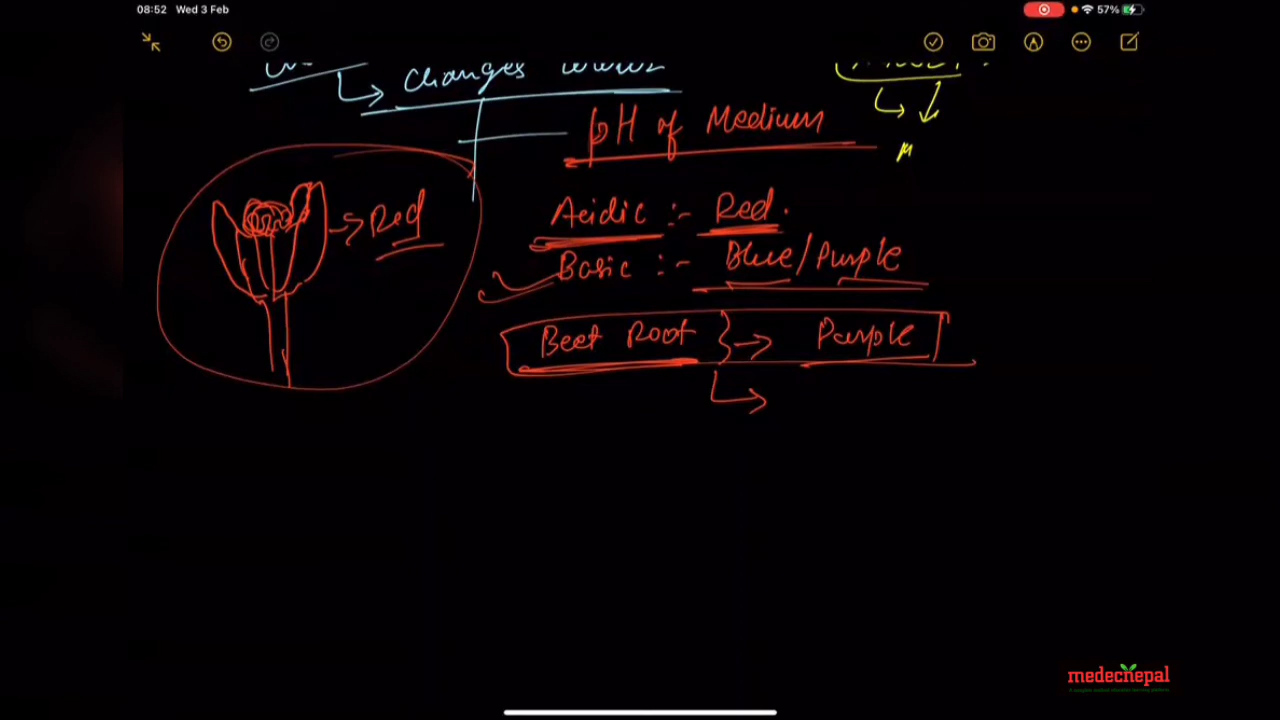 08:52 Wed 3 Feb
57%
Changes
pH of Medium
Red
Acidic :- Red.
Basic :- Blue/Purple
Beet Root } → Purple
medecnepal